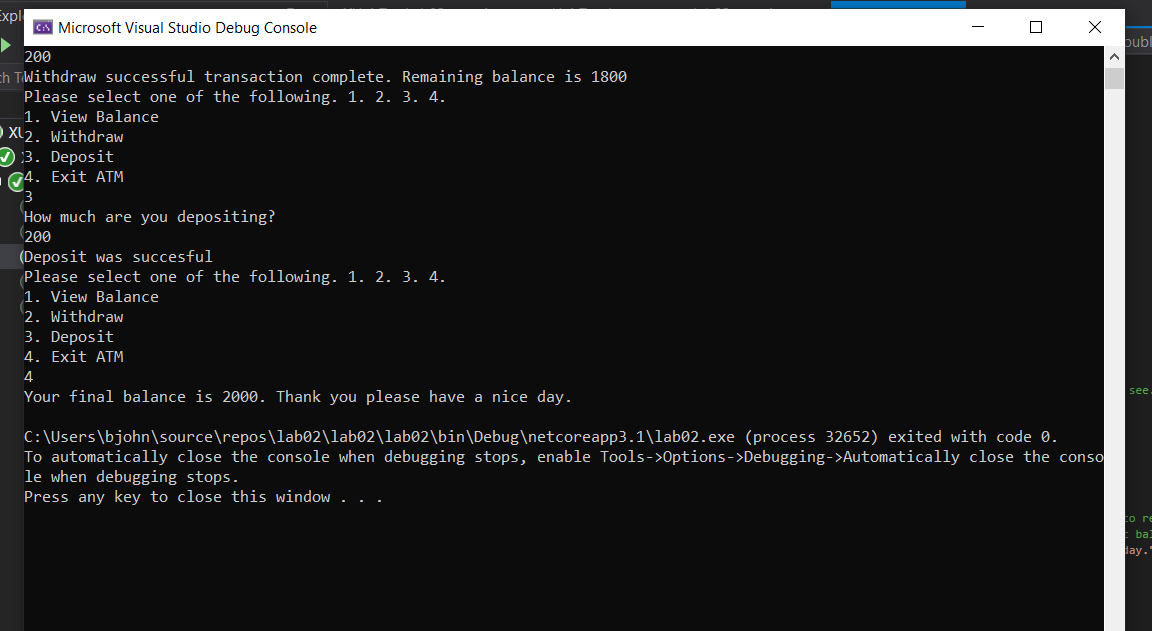 Microsoft Visual Studio Debug Console
200
Withdraw successful transaction complete. Remaining balance is 1800
Please select one of the following. 1. 2. 3. 4.
1. View Balance
2. Withdraw
3. Deposit
4. Exit ATM
3
How much are you depositing?
200
Deposit was succesful
Please select one of the following. 1. 2. 3. 4.
1. View Balance
2. Withdraw
3. Deposit
4. Exit ATM
4
Your final balance is 2000. Thank you please have a nice day.
C:\Users\bjohn\source\repos\lab02\lab02\lab02\bin\Debug\netcoreapp3.1\lab02.exe (process 32652) exited with code 0.
To automatically close the console when debugging stops, enable Tools->Options->Debugging->Automatically close the conso
le when debugging stops.
Press any key to close this window . . .
see.
day."